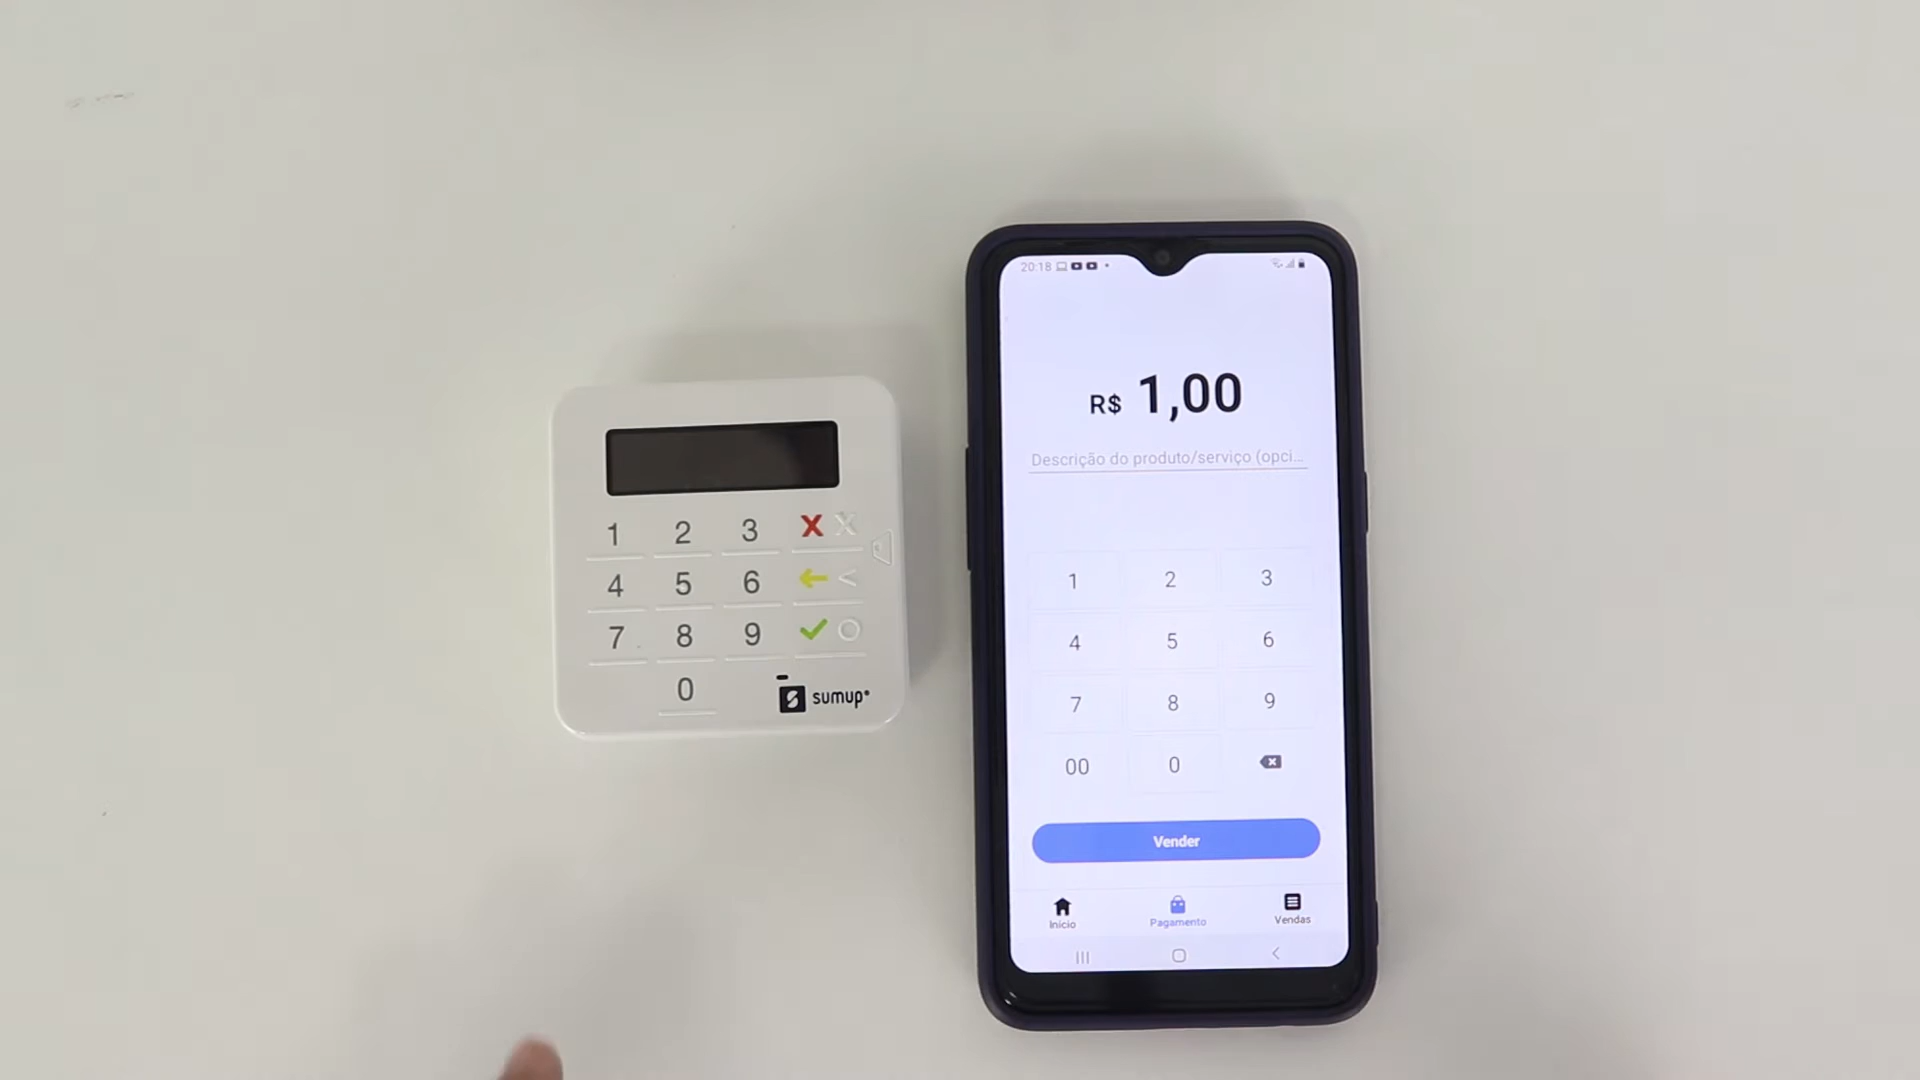 1 2 3 X X
4 5 6 <
7 8 9
0
sumup®
20:18
R$ 1,00
Descrição do produto/serviço (opci...
1 2 3
4 5 6
7 8 9
00 0
Vender
Início Pagamento Vendas